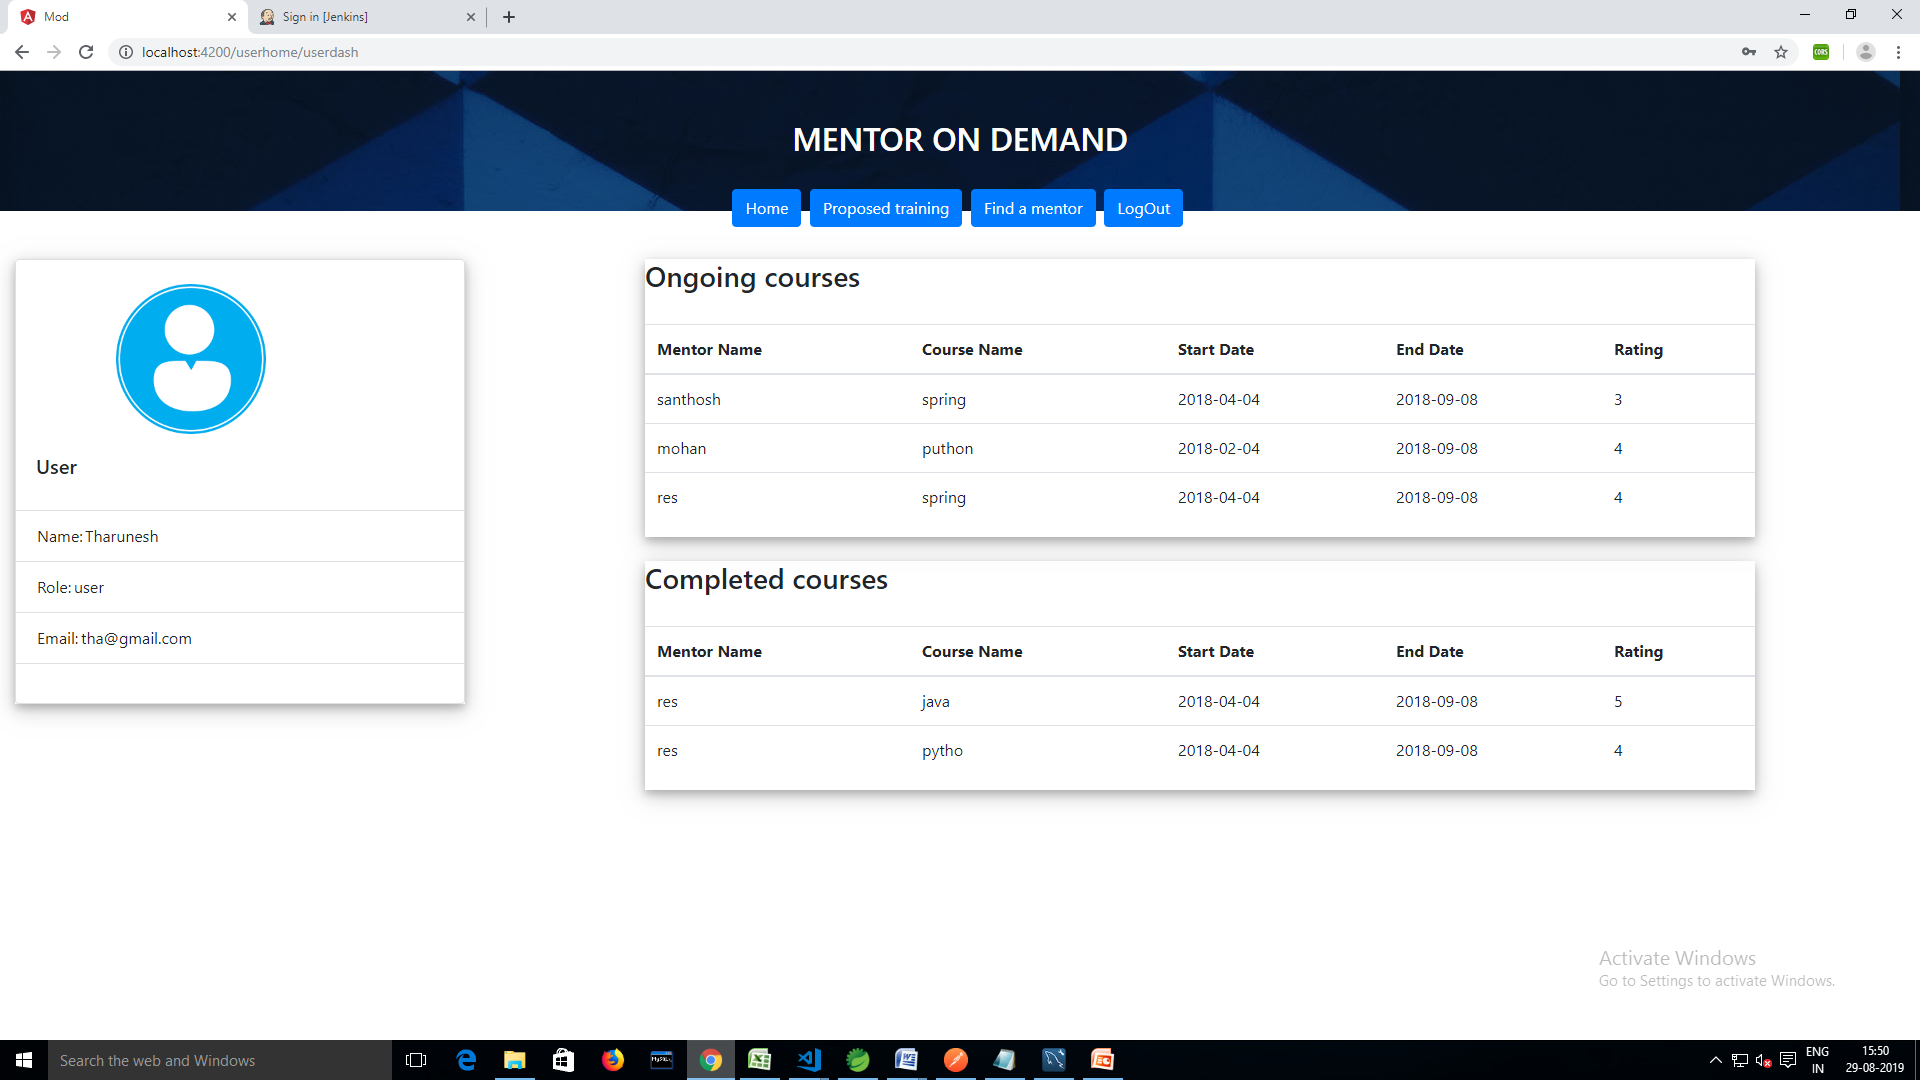 Mod
Sign in [Jenkins]
localhost:4200/userhome/userdash
CORS
MENTOR ON DEMAND
Home Proposed training Find a mentor LogOut
User
Name: Tharunesh
Role: user
Email: tha@gmail.com
Ongoing courses
Mentor Name Course Name Start Date End Date Rating
santhosh spring 2018-04-04 2018-09-08 3
mohan puthon 2018-02-04 2018-09-08 4
res spring 2018-04-04 2018-09-08 4
Completed courses
Mentor Name Course Name Start Date End Date Rating
res java 2018-04-04 2018-09-08 5
res pytho 2018-04-04 2018-09-08 4
Activate Windows
Go to Settings to activate Windows.
Search the web and Windows
ENG
IN
15:50
29-08-2019